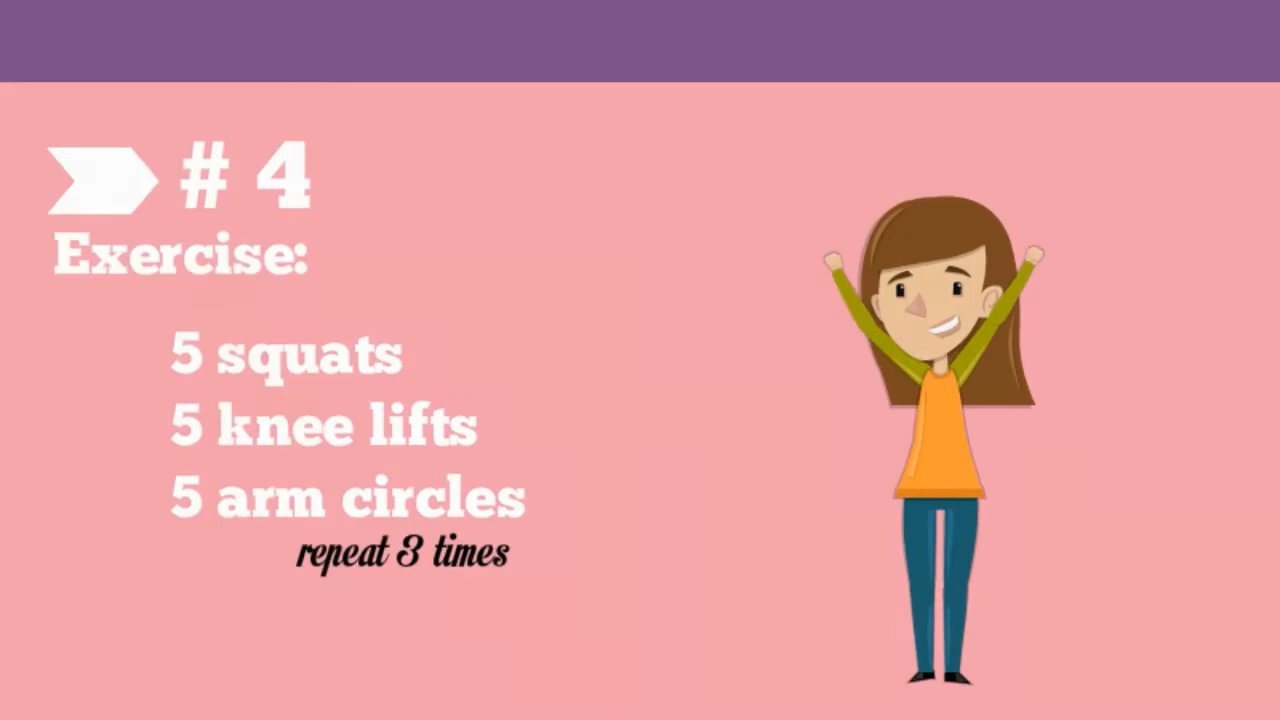 # 4
Exercise:
5 squats
5 knee lifts
5 arm circles
repeat 3 times